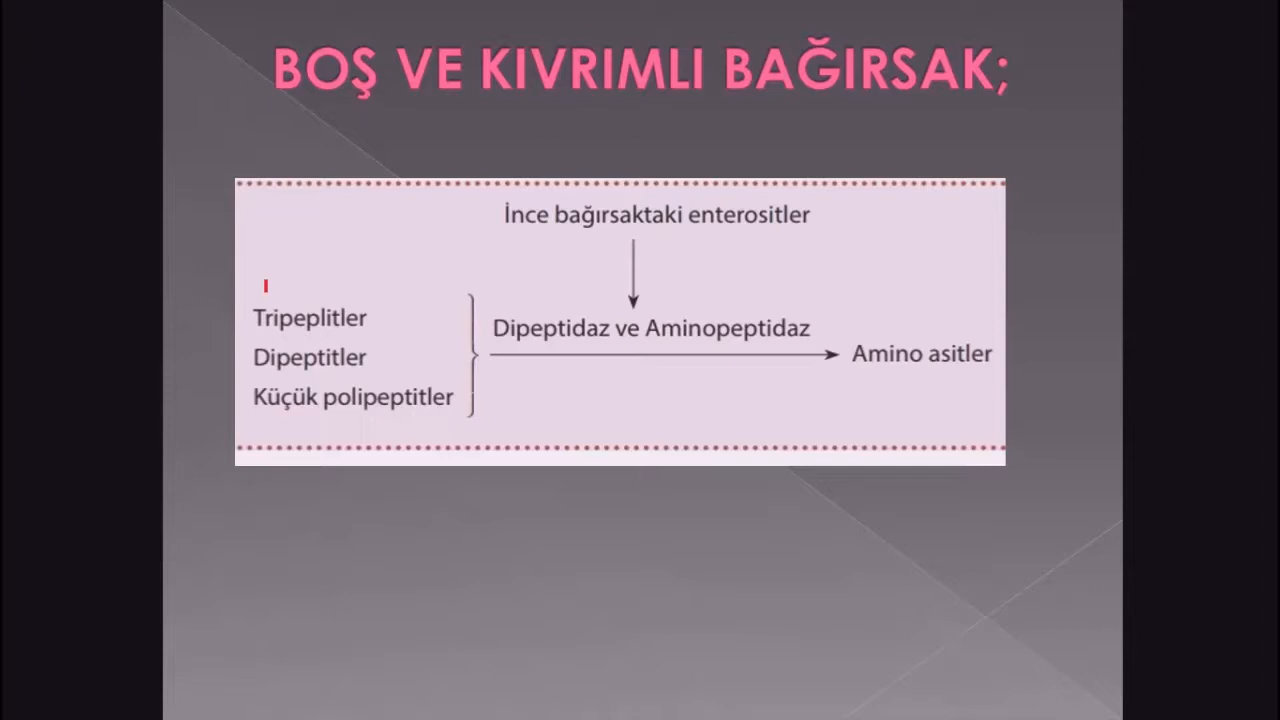 BOŞ VE KIVRIMLI BAĞIRSAK;
İnce bağırsaktaki enterositler
Tripeplitler
Dipeptitler
Küçük polipeptitler
Dipeptidaz ve Aminopeptidaz
Amino asitler